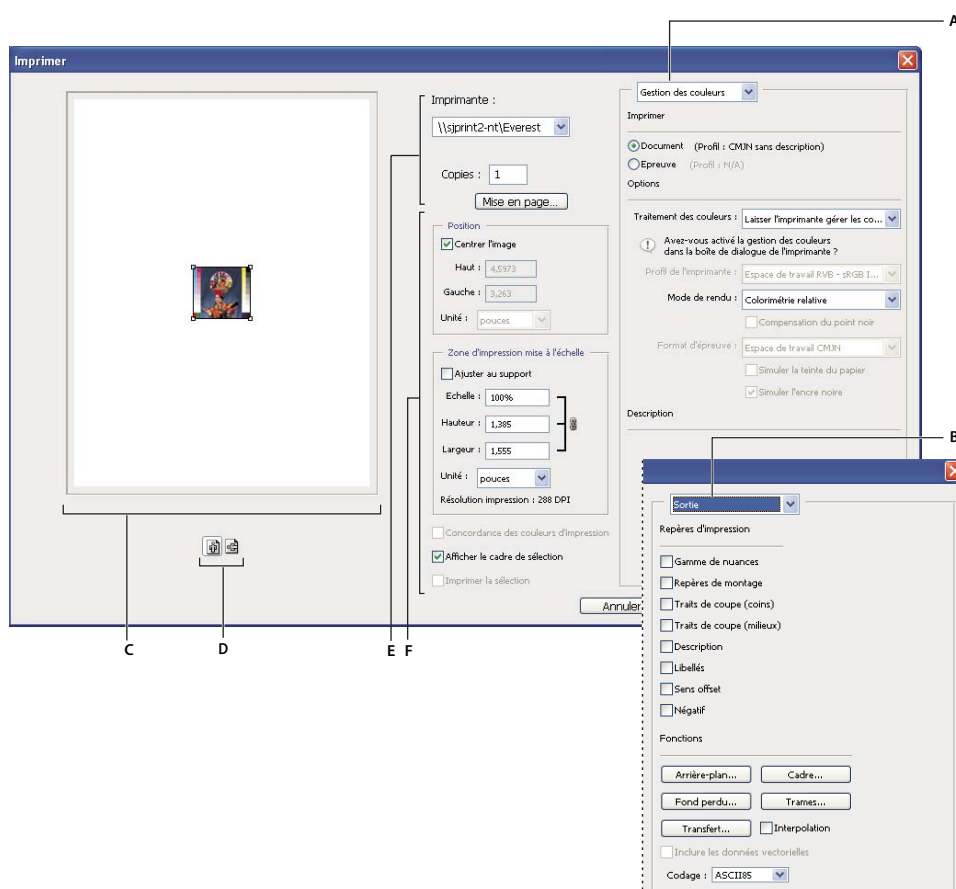 A
Imprimer
Imprimante :
\\sjprint2-nt\Everest
Copies : 1
Mise en page...
Position
Centrer l'image
Haut : 4,5973
Gauche : 3,263
Unité : pouces
Zone d'impression mise à l'échelle
Ajuster au support
Echelle : 100%
Hauteur : 1,385
Largeur : 1,555
Unité : pouces
Résolution impression : 288 DPI
Concordance des couleurs d'impression
Afficher le cadre de sélection
Imprimer la sélection
Annuler
Gestion des couleurs
Imprimer
Document (Profil : CMJN sans description)
Epreuve (Profil : N/A)
Options
Traitement des couleurs : Laisser l'imprimante gérer les co...
Avez-vous activé la gestion des couleurs
dans la boîte de dialogue de l'imprimante ?
Profil de l'imprimante : Espace de travail RVB - sRGB I...
Mode de rendu : Colorimétrie relative
Compensation du point noir
Format d'épreuve : Espace de travail CMJN
Simuler la teinte du papier
Simuler l'encre noire
Description
B
Sortie
Repères d'impression
Gamme de nuances
Repères de montage
Traits de coupe (coins)
Traits de coupe (milieux)
Description
Libellés
Sens offset
Négatif
Fonctions
Arrière-plan... Cadre...
Fond perdu... Trames...
Transfert... Interpolation
Inclure les données vectorielles
Codage : ASCII85
C D E F